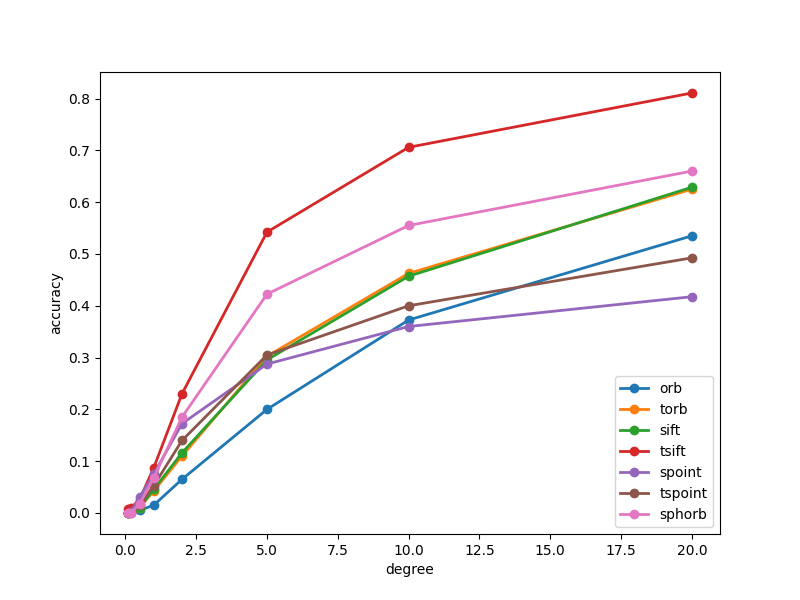 0.8
0.7
0.6
0.5
0.4
0.3
0.2
0.1
0.0
accuracy
0.0 2.5 5.0 7.5 10.0 12.5 15.0 17.5 20.0
degree
orb
torb
sift
tsift
spoint
tspoint
sphorb